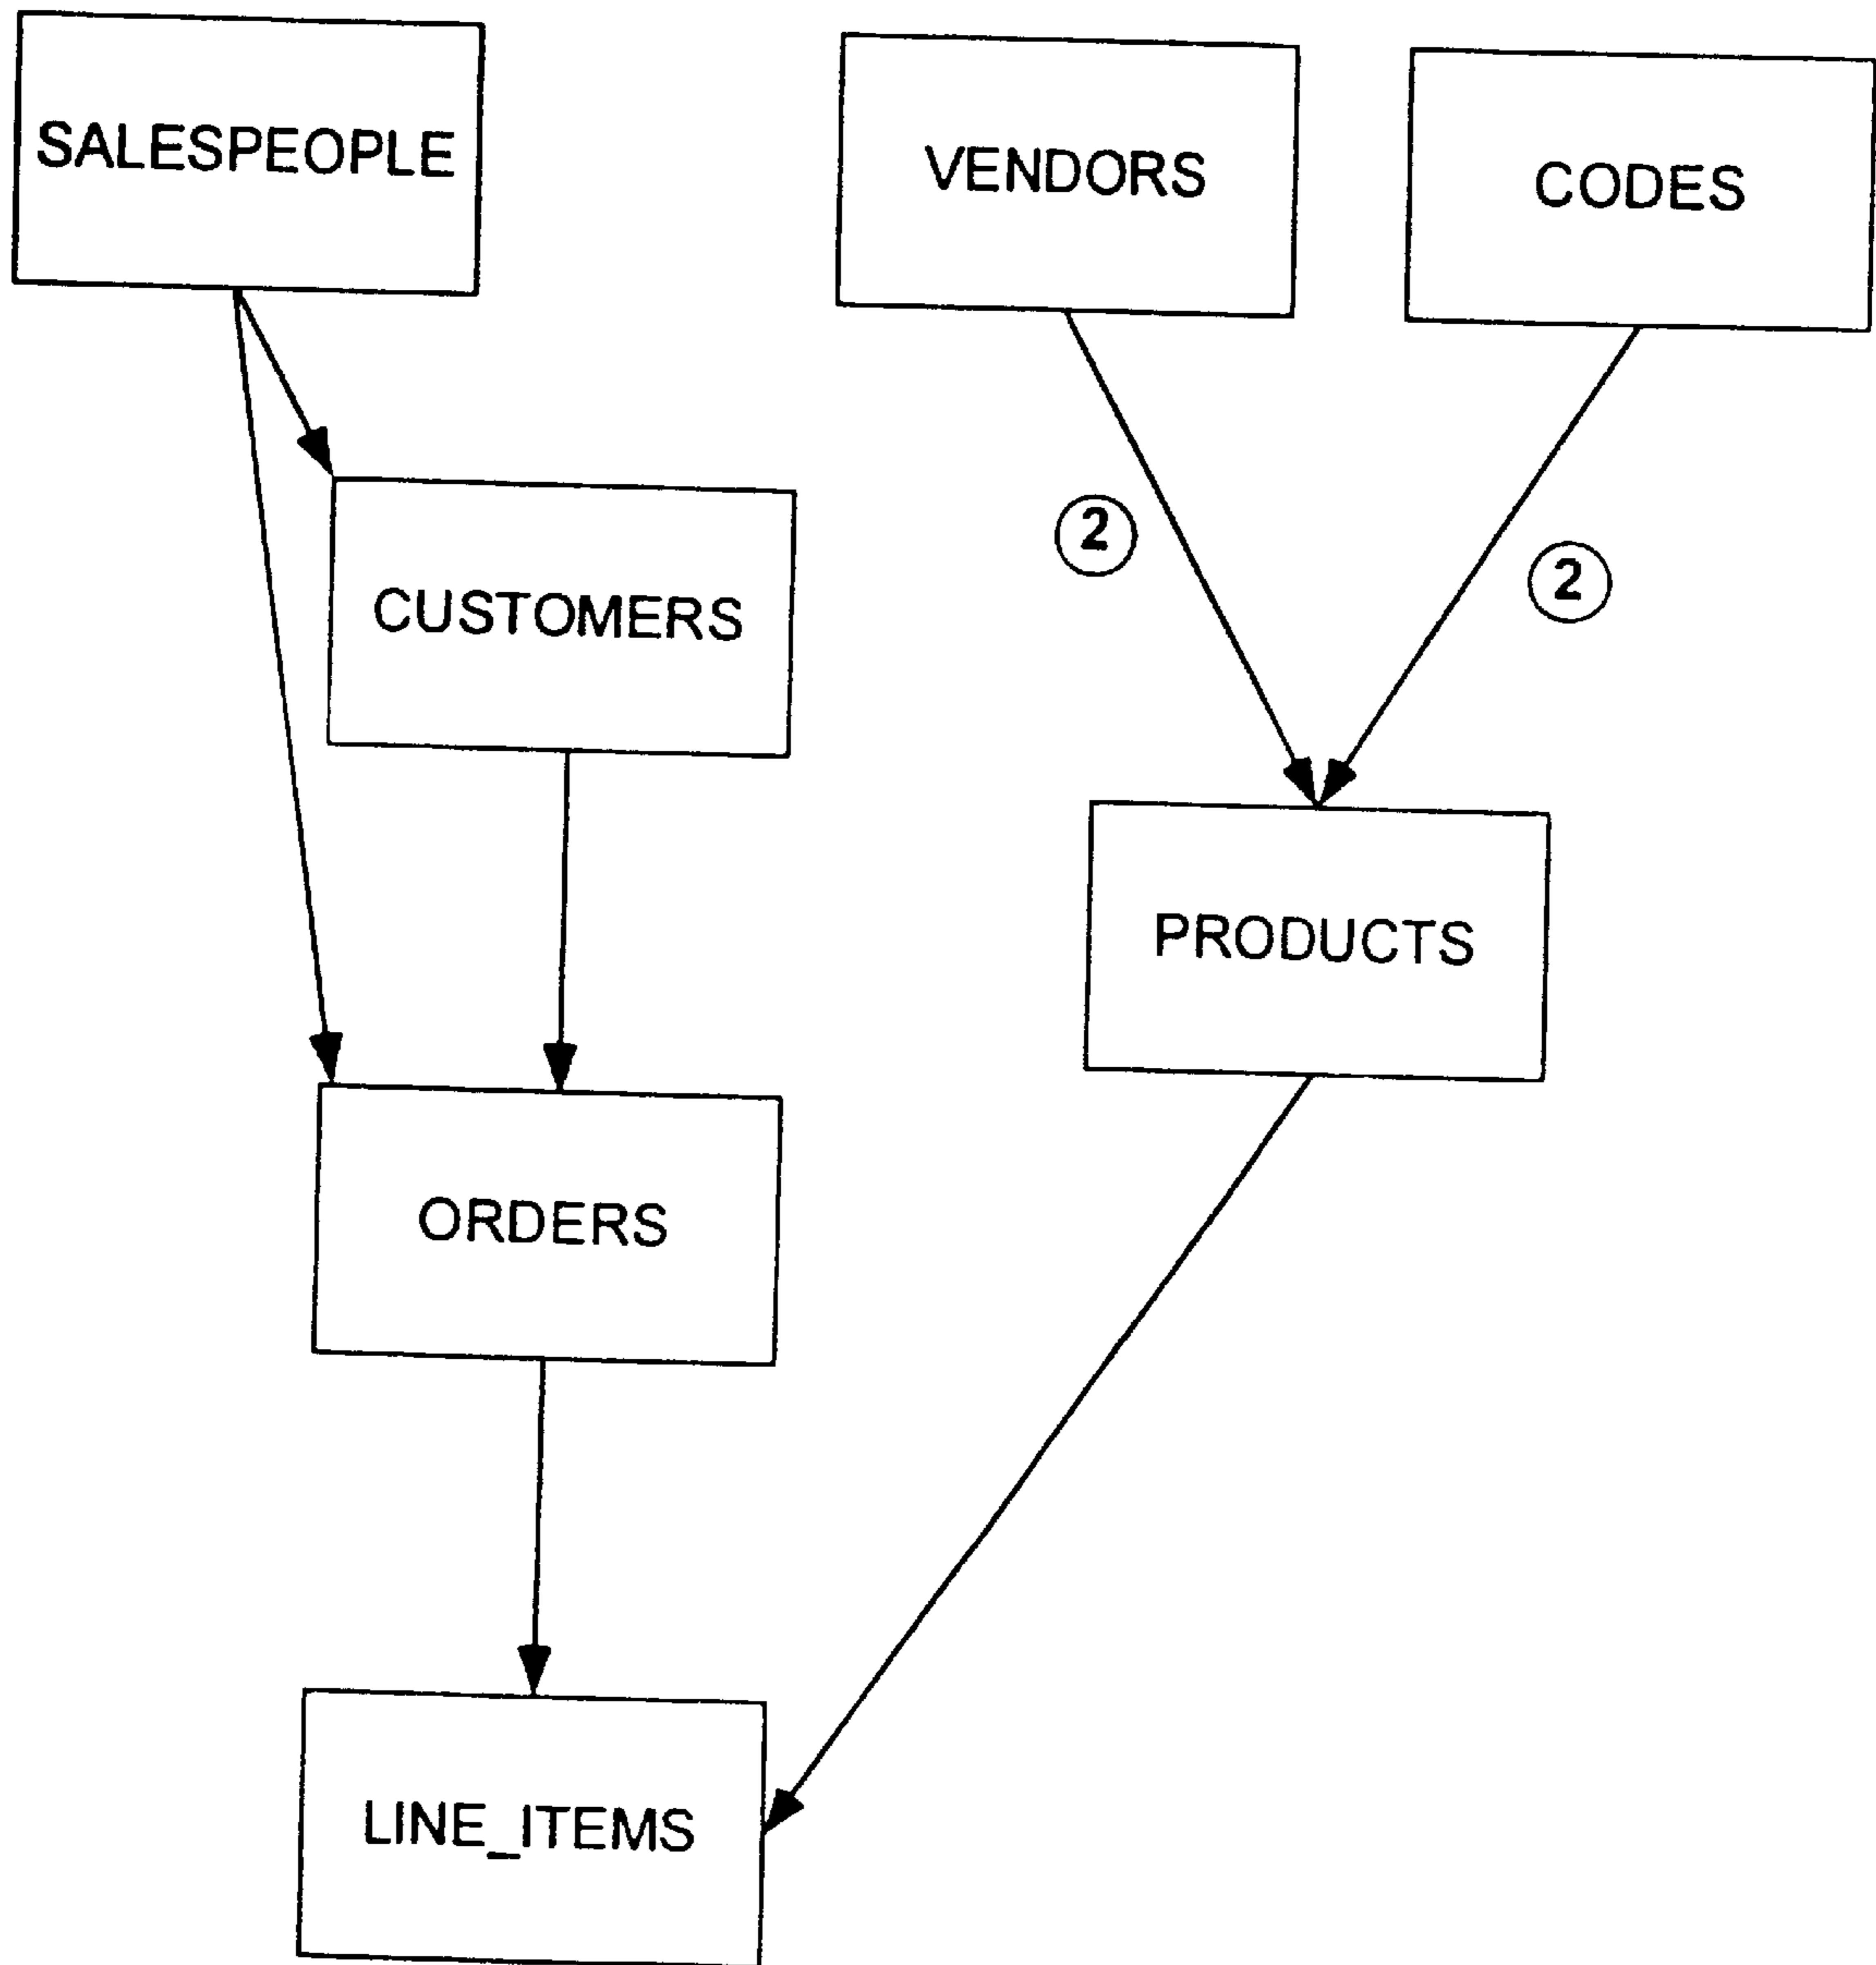 SALESPEOPLE
VENDORS
CODES
CUSTOMERS
2
2
PRODUCTS
ORDERS
LINE_ITEMS